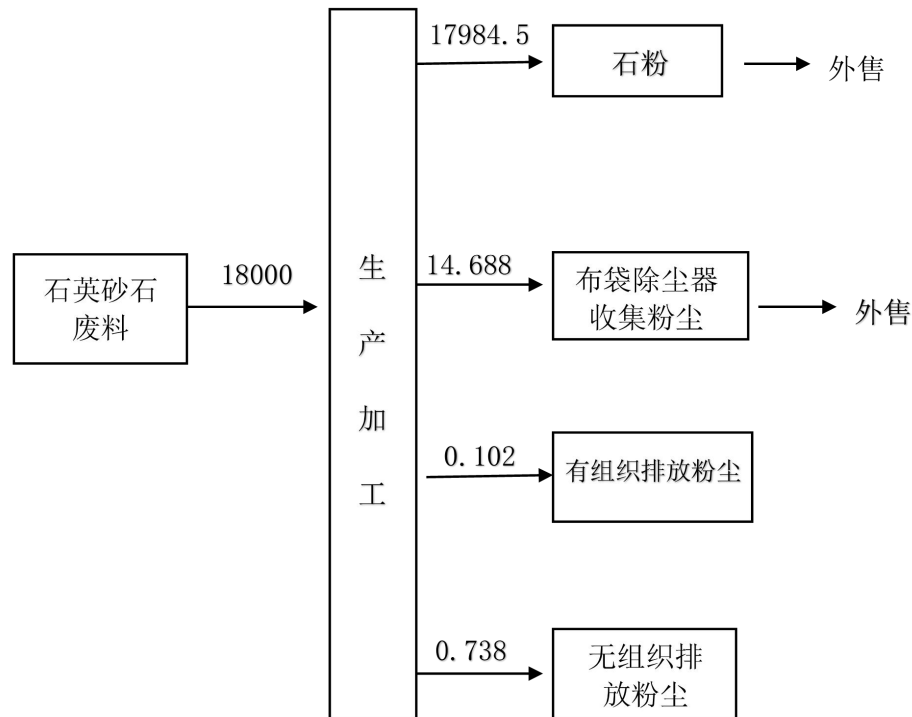 17984.5
石粉
外售
石英砂石
废料
18000
生
产
加
工
14.688
布袋除尘器
收集粉尘
外售
0.102
有组织排放粉尘
0.738
无组织排
放粉尘